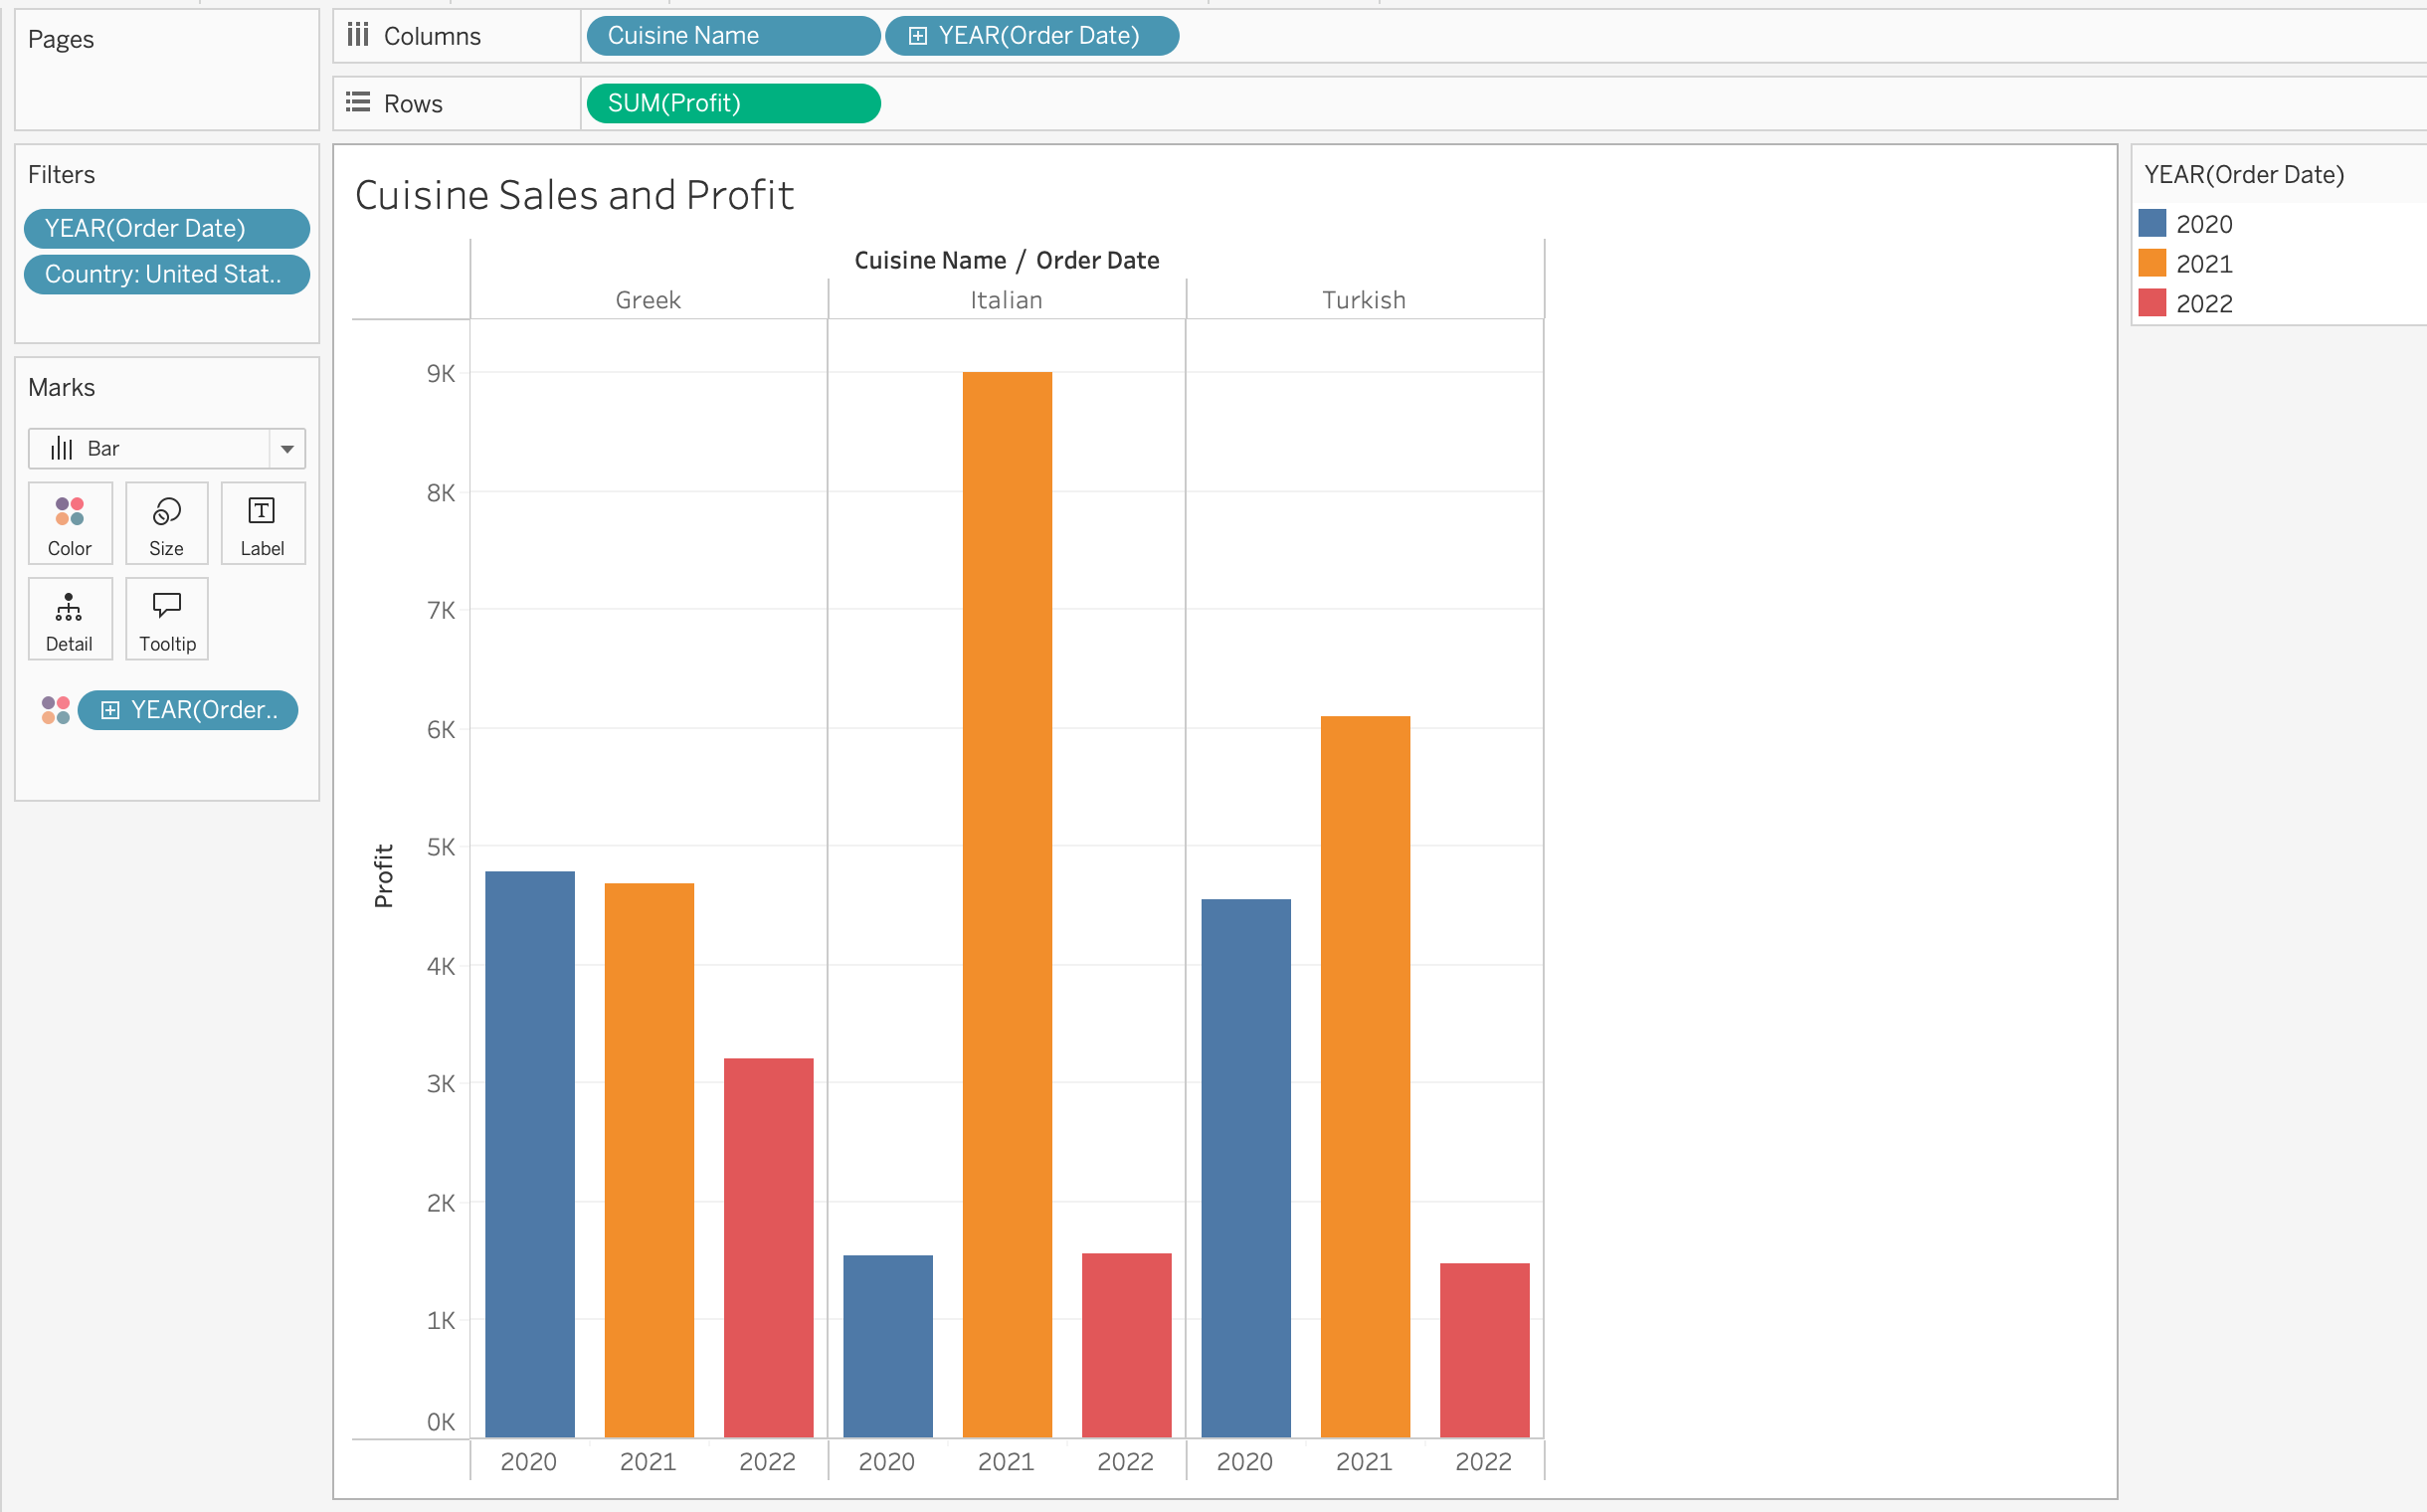 Pages
Columns
Cuisine Name
YEAR(Order Date)
Rows
SUM(Profit)
Filters
YEAR(Order Date)
Country: United Stat..
Marks
Bar
Color
Size
Label
Detail
Tooltip
YEAR(Order..
Cuisine Sales and Profit
Cuisine Name / Order Date
Greek
Italian
Turkish
Profit
9K
8K
7K
6K
5K
4K
3K
2K
1K
0K
2020
2021
2022
2020
2021
2022
2020
2021
2022
YEAR(Order Date)
2020
2021
2022